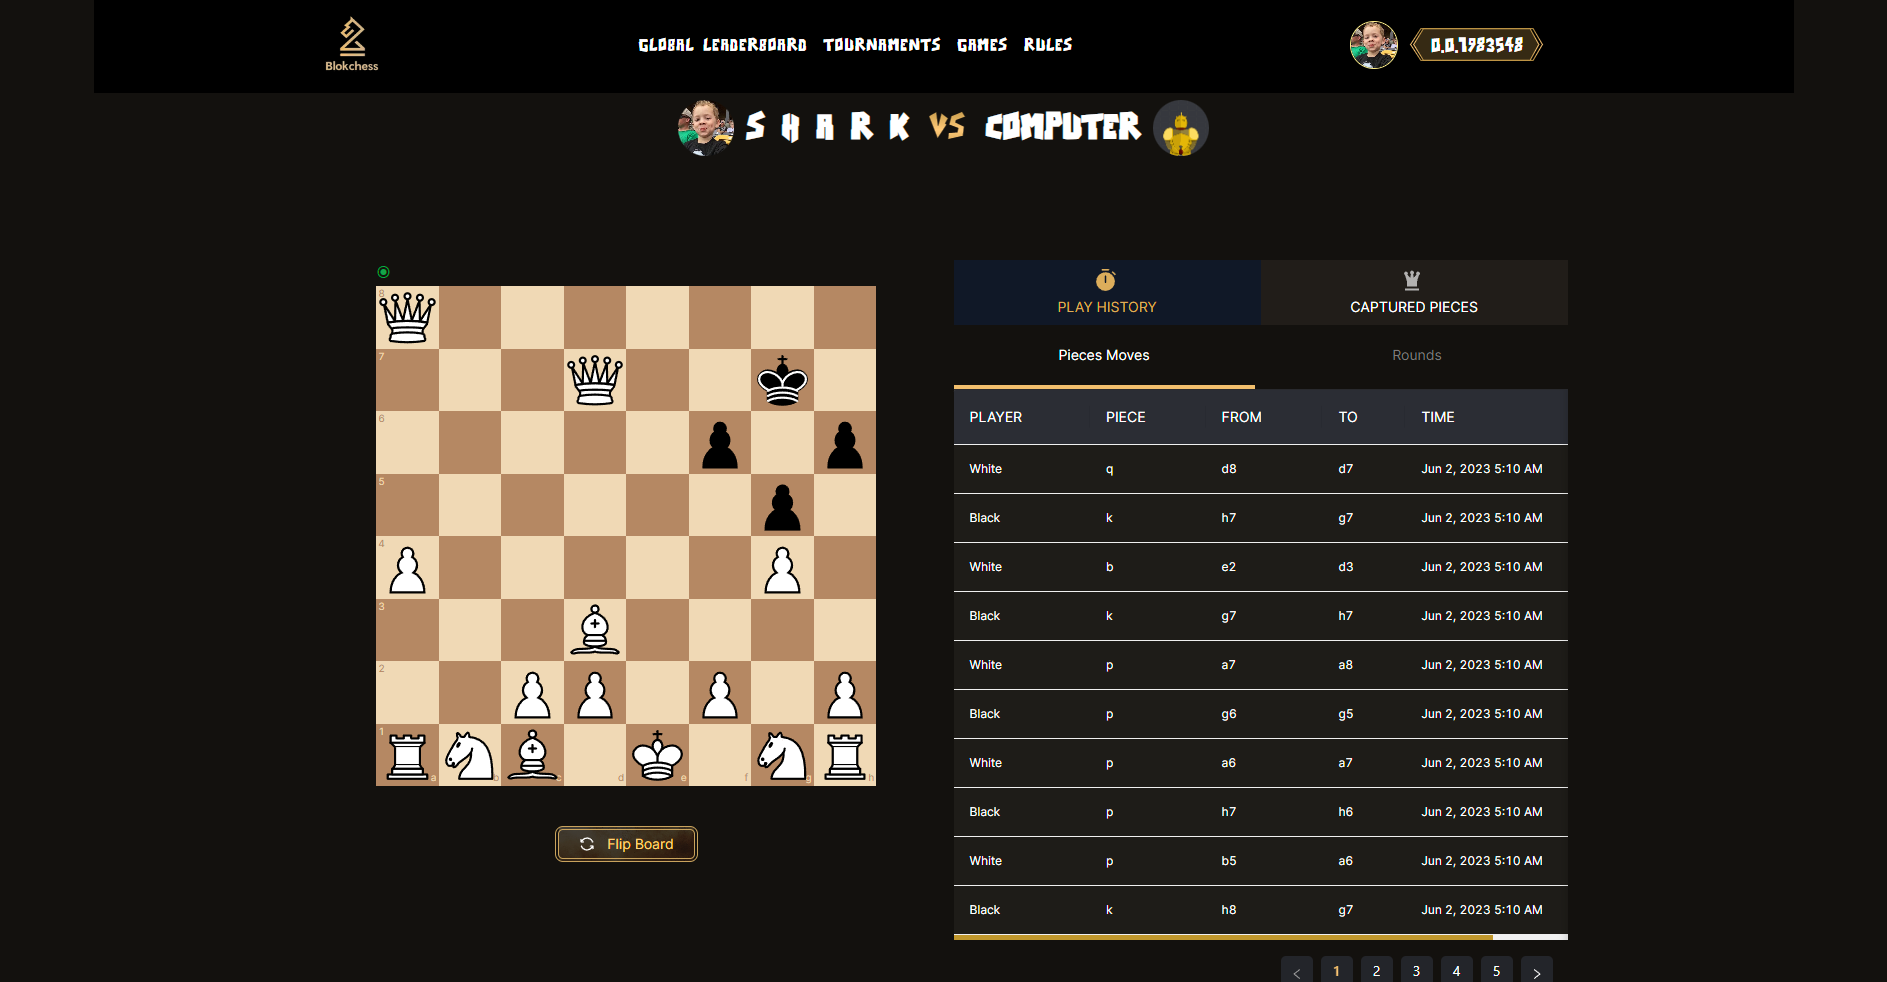 Blokchess
GLOBAL LEADERBOARD TOURNAMENTS GAMES RULES
0.0.1983548
SHARK VS COMPUTER
PLAY HISTORY CAPTURED PIECES
Pieces Moves Rounds
PLAYER PIECE FROM TO TIME
White q d8 d7 Jun 2, 2023 5:10 AM
Black k h7 g7 Jun 2, 2023 5:10 AM
White b e2 d3 Jun 2, 2023 5:10 AM
Black k g7 h7 Jun 2, 2023 5:10 AM
White p a7 a8 Jun 2, 2023 5:10 AM
Black p g6 g5 Jun 2, 2023 5:10 AM
White p a6 a7 Jun 2, 2023 5:10 AM
Black p h7 h6 Jun 2, 2023 5:10 AM
White p b5 a6 Jun 2, 2023 5:10 AM
Black k h8 g7 Jun 2, 2023 5:10 AM
< 1 2 3 4 5 >
8
7
6
5
4
3
2
1
a b c d e f g h
Flip Board